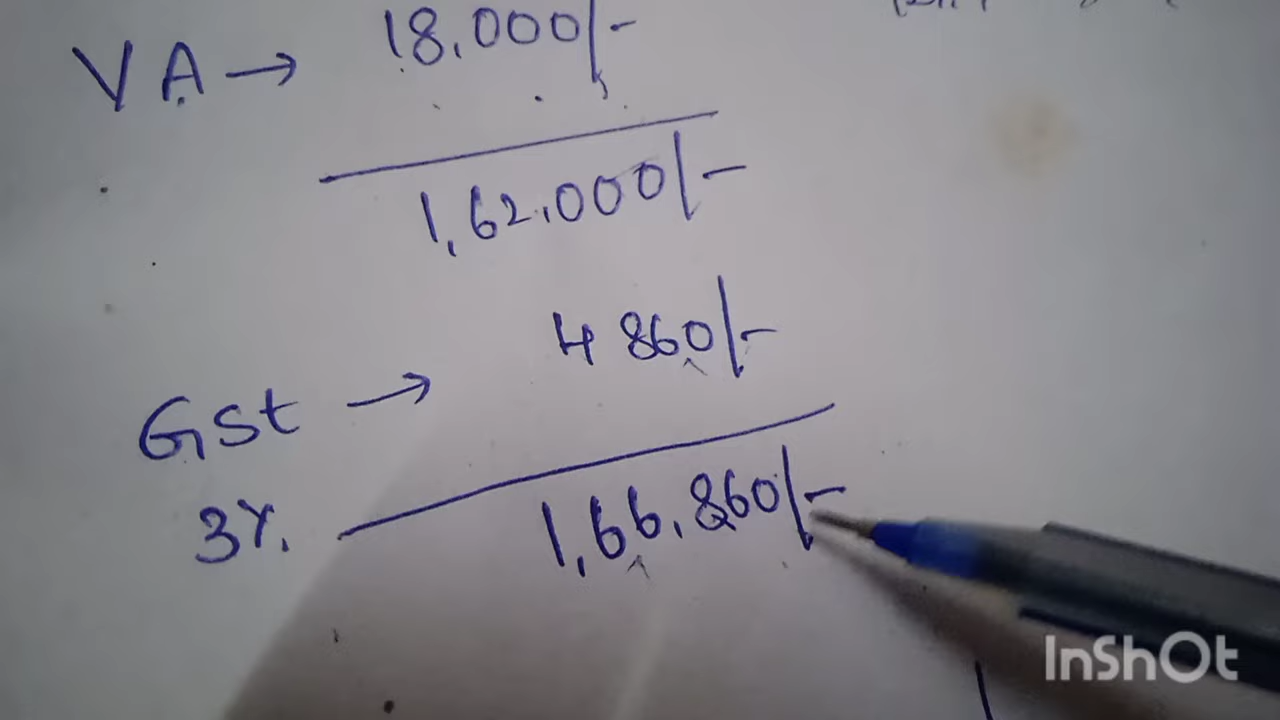 VA → 18,000/-
1,62,000/-
GSt → 4860/-
3%. 1,66,860/-
InShOt